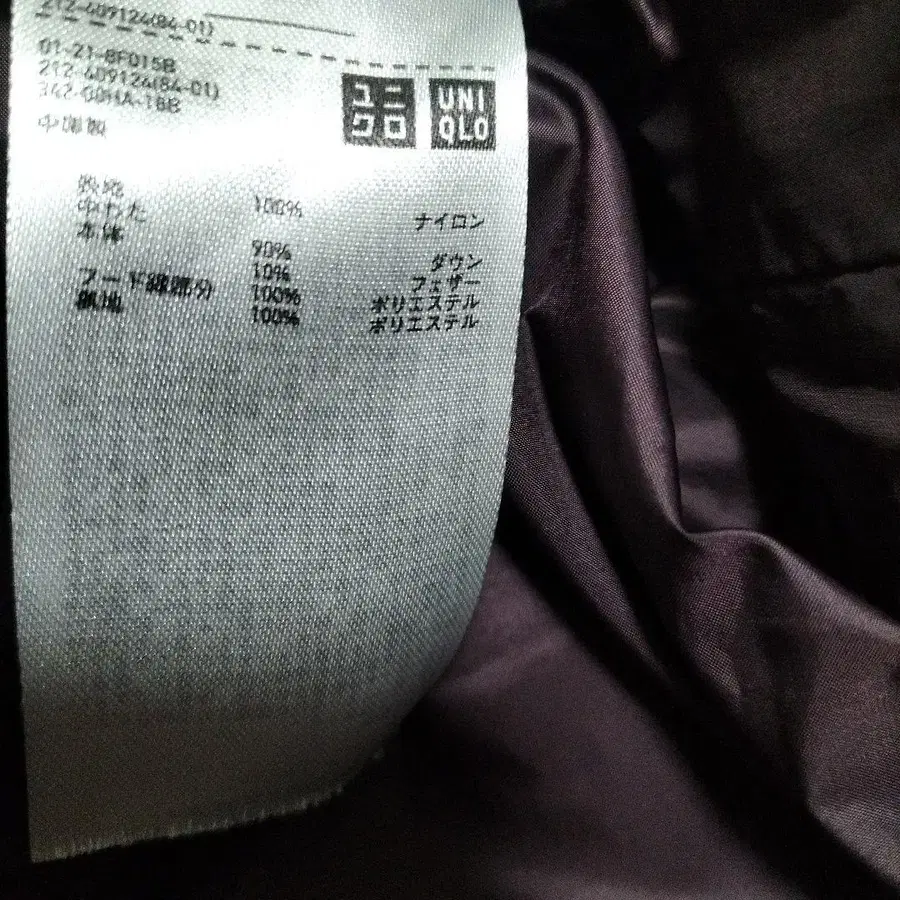 212-409124(84-01)
01-21-8F015B
212-409124(84-01)
342-00HA-18B
ユニクロ
UNI
QLO
中国製
表地
100%
ナイロン
中わた
本体
90%
ダウン
10%
フェザー
フード縁部分
100%
ポリエステル
裏地
100%
ポリエステル